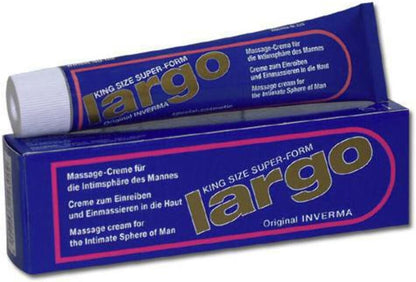 Massage-Creme für
die Intimsphäre des Mannes
Creme zum Einreiben
und Einmassieren in die Haut
Massage cream for
the Intimate Sphere of Man
KING SIZE SUPER-FORM
largo
Original INVERMA
Massage-Creme für
die Intimsphäre des Mannes
Creme zum Einreiben
und Einmassieren in die Haut
Massage cream for
the Intimate Sphere of Man
KING SIZE SUPER-FORM
largo
Original INVERMA